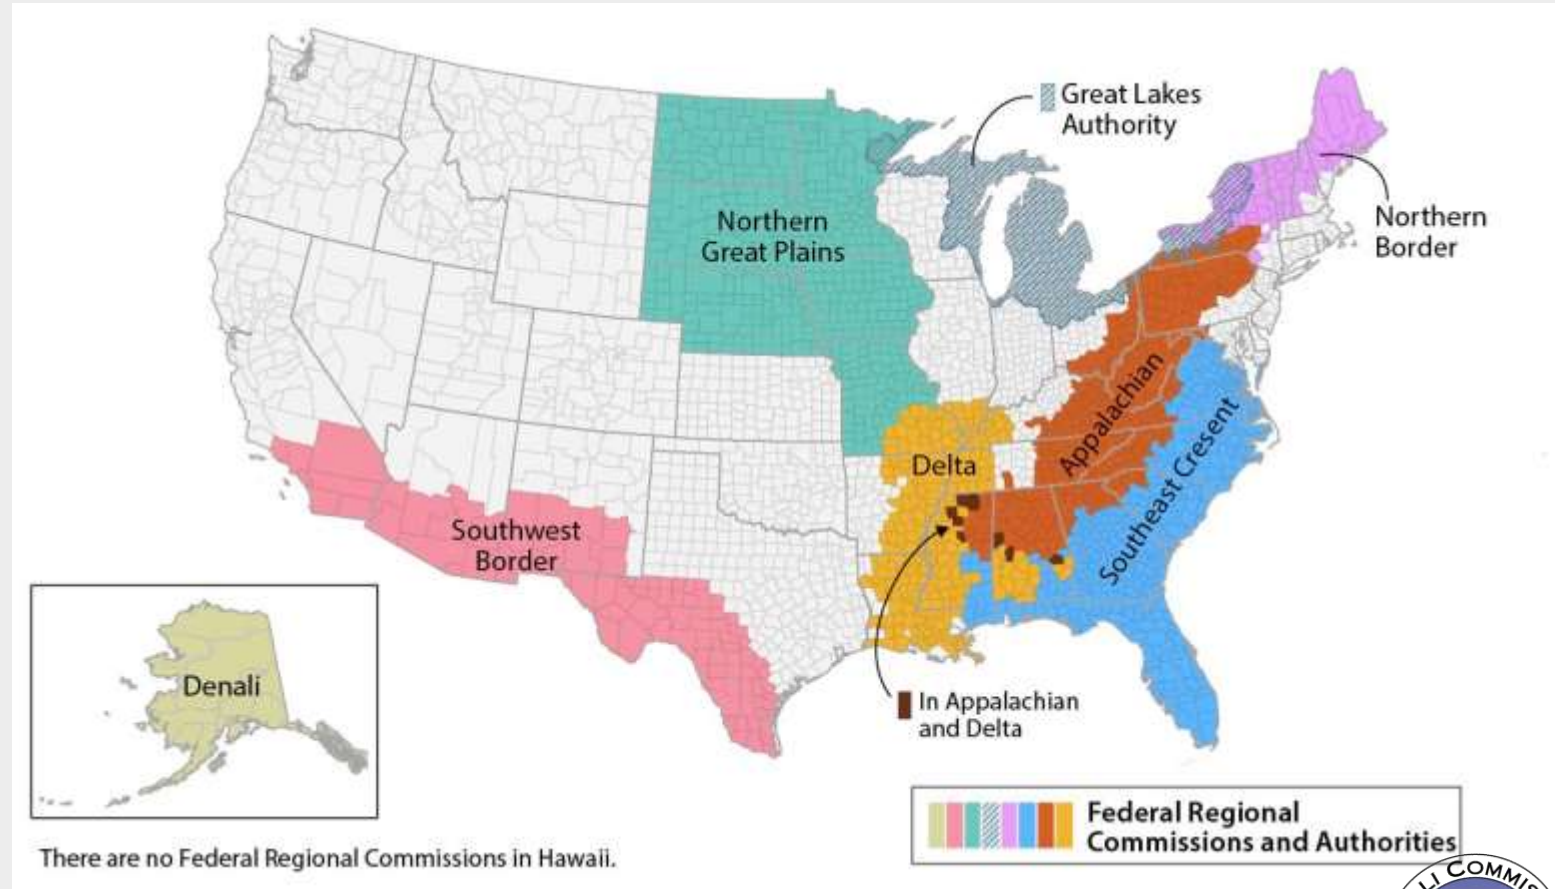 Great Lakes
Authority
Northern
Great Plains
Northern
Border
Appalachian
Delta
Southeast Cresent
Southwest
Border
Denali
In Appalachian
and Delta
Federal Regional
Commissions and Authorities
There are no Federal Regional Commissions in Hawaii.